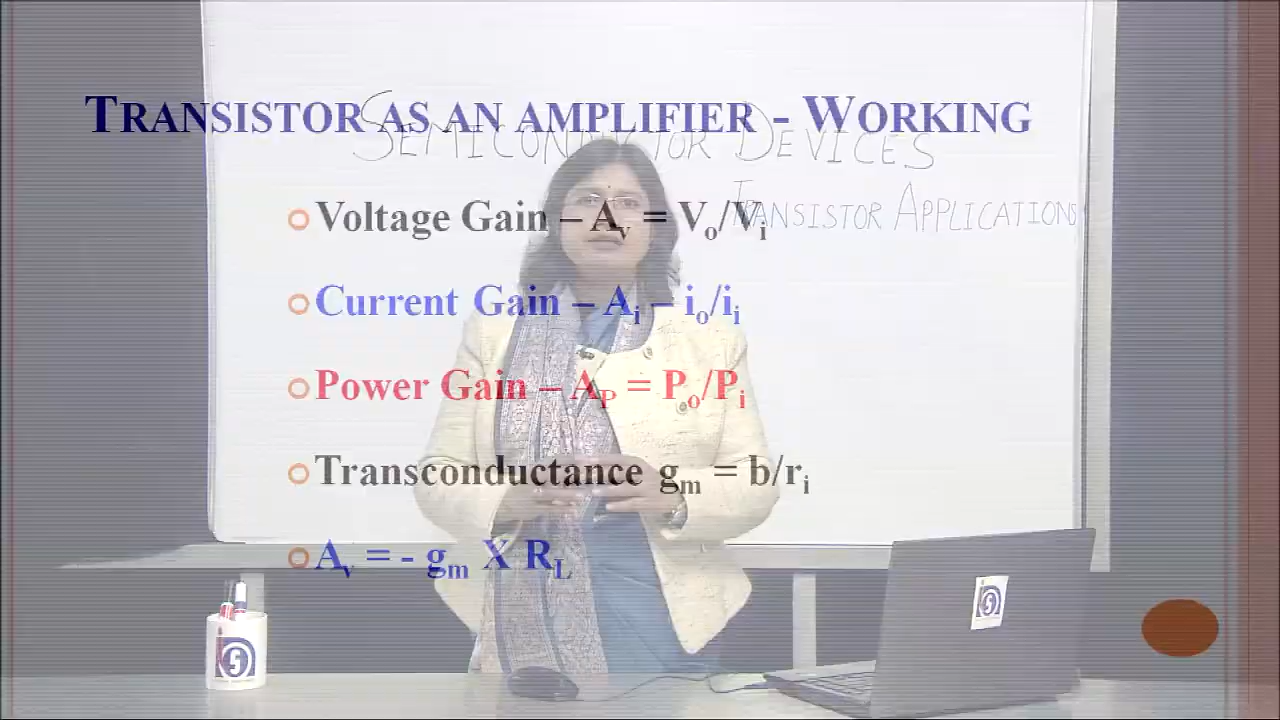 TRANSISTOR AS AN AMPLIFIER - WORKING
SEMICONDUCTOR DEVICES
TRANSISTOR APPLICATIONS
Voltage Gain – Av = Vo/Vi
Current Gain – Ai – io/ii
Power Gain – AP = Po/Pi
Transconductance gm = b/ri
Av = - gm X RL